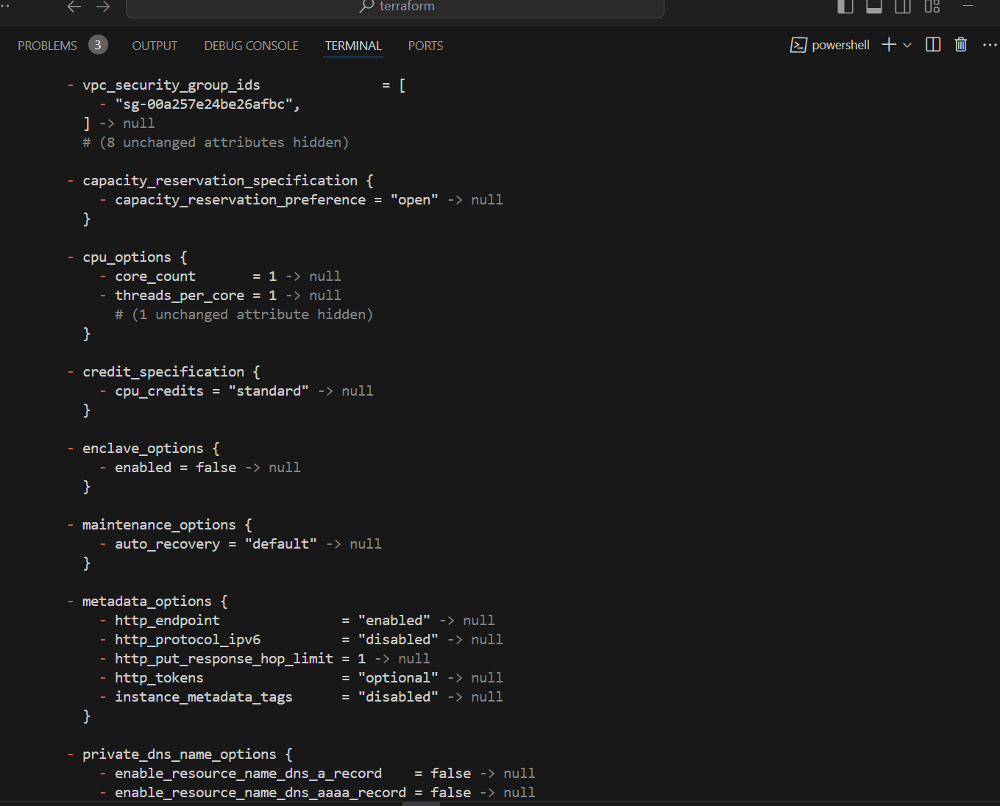 terraform
PROBLEMS 3 OUTPUT DEBUG CONSOLE TERMINAL PORTS powershell
- vpc_security_group_ids = [
- "sg-00a257e24be26afbc",
] -> null
# (8 unchanged attributes hidden)
- capacity_reservation_specification {
- capacity_reservation_preference = "open" -> null
}
- cpu_options {
- core_count = 1 -> null
- threads_per_core = 1 -> null
# (1 unchanged attribute hidden)
}
- credit_specification {
- cpu_credits = "standard" -> null
}
- enclave_options {
- enabled = false -> null
}
- maintenance_options {
- auto_recovery = "default" -> null
}
- metadata_options {
- http_endpoint = "enabled" -> null
- http_protocol_ipv6 = "disabled" -> null
- http_put_response_hop_limit = 1 -> null
- http_tokens = "optional" -> null
- instance_metadata_tags = "disabled" -> null
}
- private_dns_name_options {
- enable_resource_name_dns_a_record = false -> null
- enable_resource_name_dns_aaaa_record = false -> null